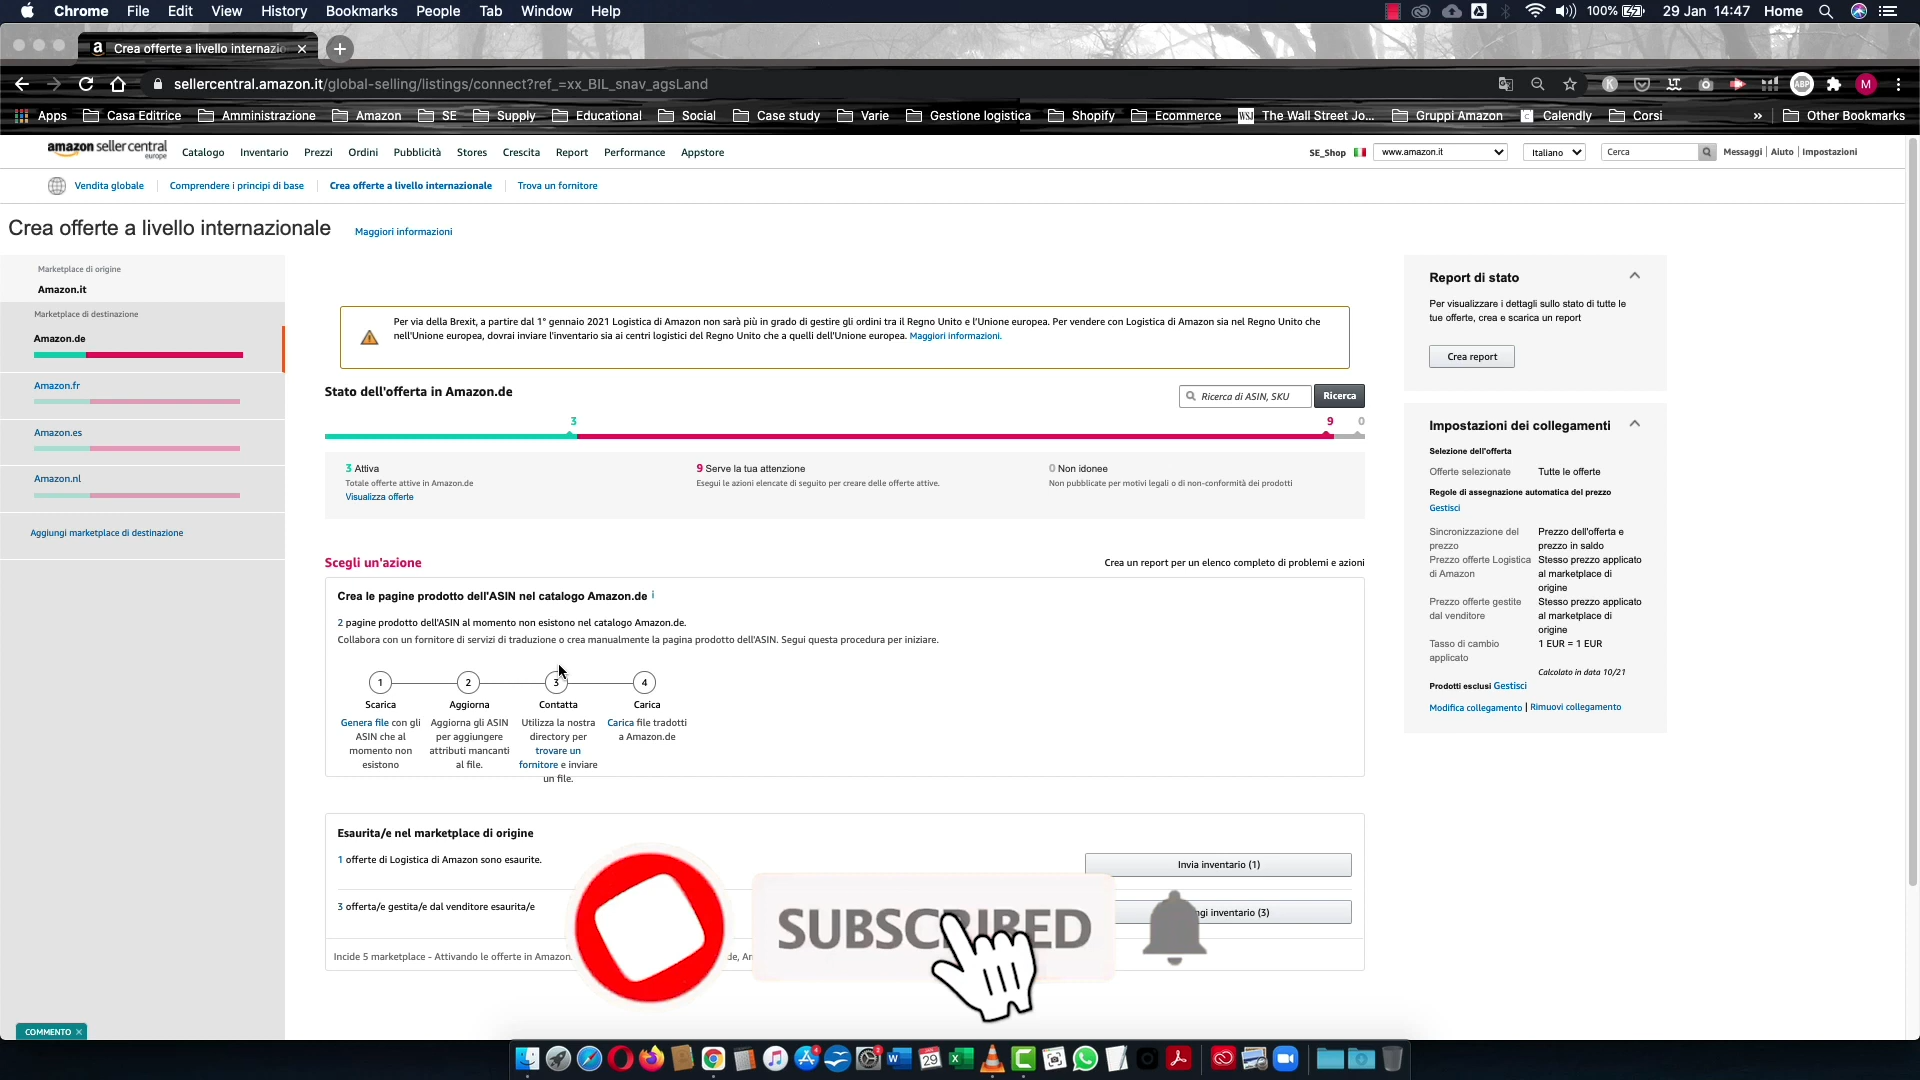 Chrome File Edit View History Bookmarks People Tab Window Help 100% 29 Jan 14:47 Home
Crea offerte a livello internazio
sellercentral.amazon.it/global-selling/listings/connect?ref_=xx_BIL_snav_agsLand
Apps Casa Editrice Amministrazione Amazon SE Supply Educational Social Case study Varie Gestione logistica Shopify Ecommerce WSJ The Wall Street Jo... Gruppi Amazon Calendly Corsi » Other Bookmarks
amazon seller central europe Catalogo Inventario Prezzi Ordini Pubblicità Stores Crescita Report Performance Appstore SE_Shop www.amazon.it Italiano Cerca Messaggi | Aiuto | Impostazioni
Vendita globale Comprendere i principi di base Crea offerte a livello internazionale Trova un fornitore
Crea offerte a livello internazionale Maggiori informazioni
Marketplace di origine
Amazon.it
Marketplace di destinazione
Amazon.de
Amazon.fr
Amazon.es
Amazon.nl
Aggiungi marketplace di destinazione
Per via della Brexit, a partire dal 1° gennaio 2021 Logistica di Amazon non sarà più in grado di gestire gli ordini tra il Regno Unito e l'Unione europea. Per vendere con Logistica di Amazon sia nel Regno Unito che
nell'Unione europea, dovrai inviare l'inventario sia ai centri logistici del Regno Unito che a quelli dell'Unione europea. Maggiori informazioni.
Stato dell'offerta in Amazon.de Ricerca di ASIN, SKU Ricerca
3 9 0
3 Attiva
Totale offerte attive in Amazon.de
Visualizza offerte
9 Serve la tua attenzione
Esegui le azioni elencate di seguito per creare delle offerte attive.
0 Non idonee
Non pubblicate per motivi legali o di non-conformità dei prodotti
Scegli un'azione Crea un report per un elenco completo di problemi e azioni
Crea le pagine prodotto dell'ASIN nel catalogo Amazon.de i
2 pagine prodotto dell'ASIN al momento non esistono nel catalogo Amazon.de.
Collabora con un fornitore di servizi di traduzione o crea manualmente la pagina prodotto dell'ASIN. Segui questa procedura per iniziare.
1 2 3 4
Scarica
Genera file con gli
ASIN che al
momento non
esistono
Aggiorna
Aggiorna gli ASIN
per aggiungere
attributi mancanti
al file.
Contatta
Utilizza la nostra
directory per
trovare un
fornitore e inviare
un file.
Carica
Carica file tradotti
a Amazon.de
Esaurita/e nel marketplace di origine
1 offerte di Logistica di Amazon sono esaurite. Invia inventario (1)
3 offerta/e gestita/e dal venditore esaurita/e inventario (3)
Incide 5 marketplace - Attivando le offerte in Amazon.
SUBSCRIBED
Report di stato
Per visualizzare i dettagli sullo stato di tutte le
tue offerte, crea e scarica un report
Crea report
Impostazioni dei collegamenti
Selezione dell'offerta
Offerte selezionate Tutte le offerte
Regole di assegnazione automatica del prezzo
Gestisci
Sincronizzazione del Prezzo dell'offerta e
prezzo prezzo in saldo
Prezzo offerte Logistica Stesso prezzo applicato
di Amazon al marketplace di
origine
Prezzo offerte gestite Stesso prezzo applicato
dal venditore al marketplace di
origine
Tasso di cambio 1 EUR = 1 EUR
applicato
Calcolato in data 10/21
Prodotti esclusi Gestisci
Modifica collegamento | Rimuovi collegamento
COMMENTO ×